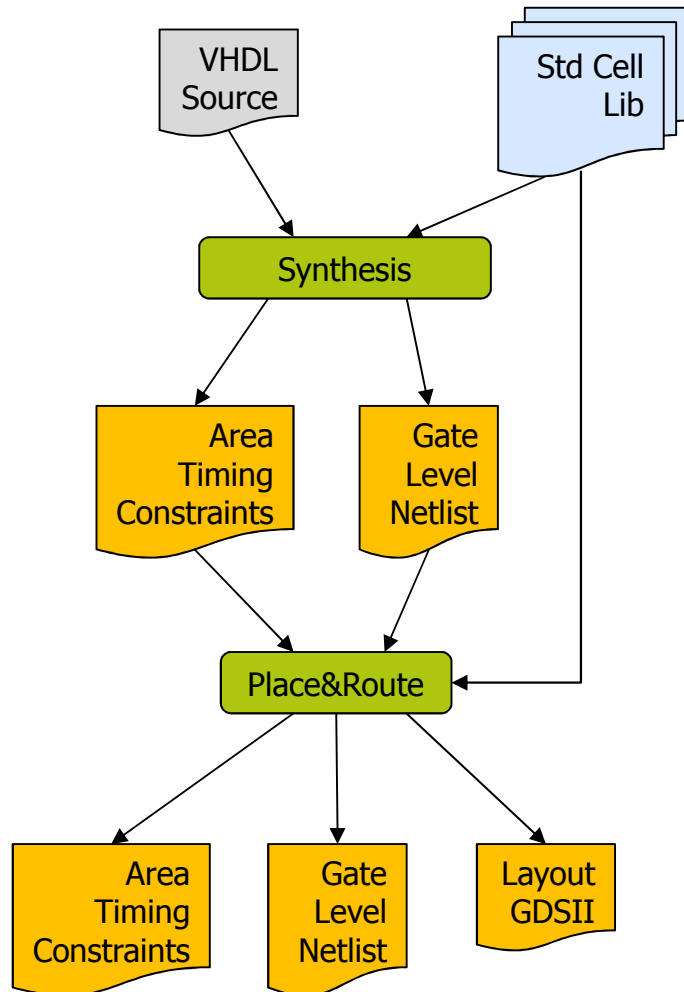 VHDL
Source
Std Cell
Lib
Synthesis
Area
Timing
Constraints
Gate
Level
Netlist
Place&Route
Area
Timing
Constraints
Gate
Level
Netlist
Layout
GDSII